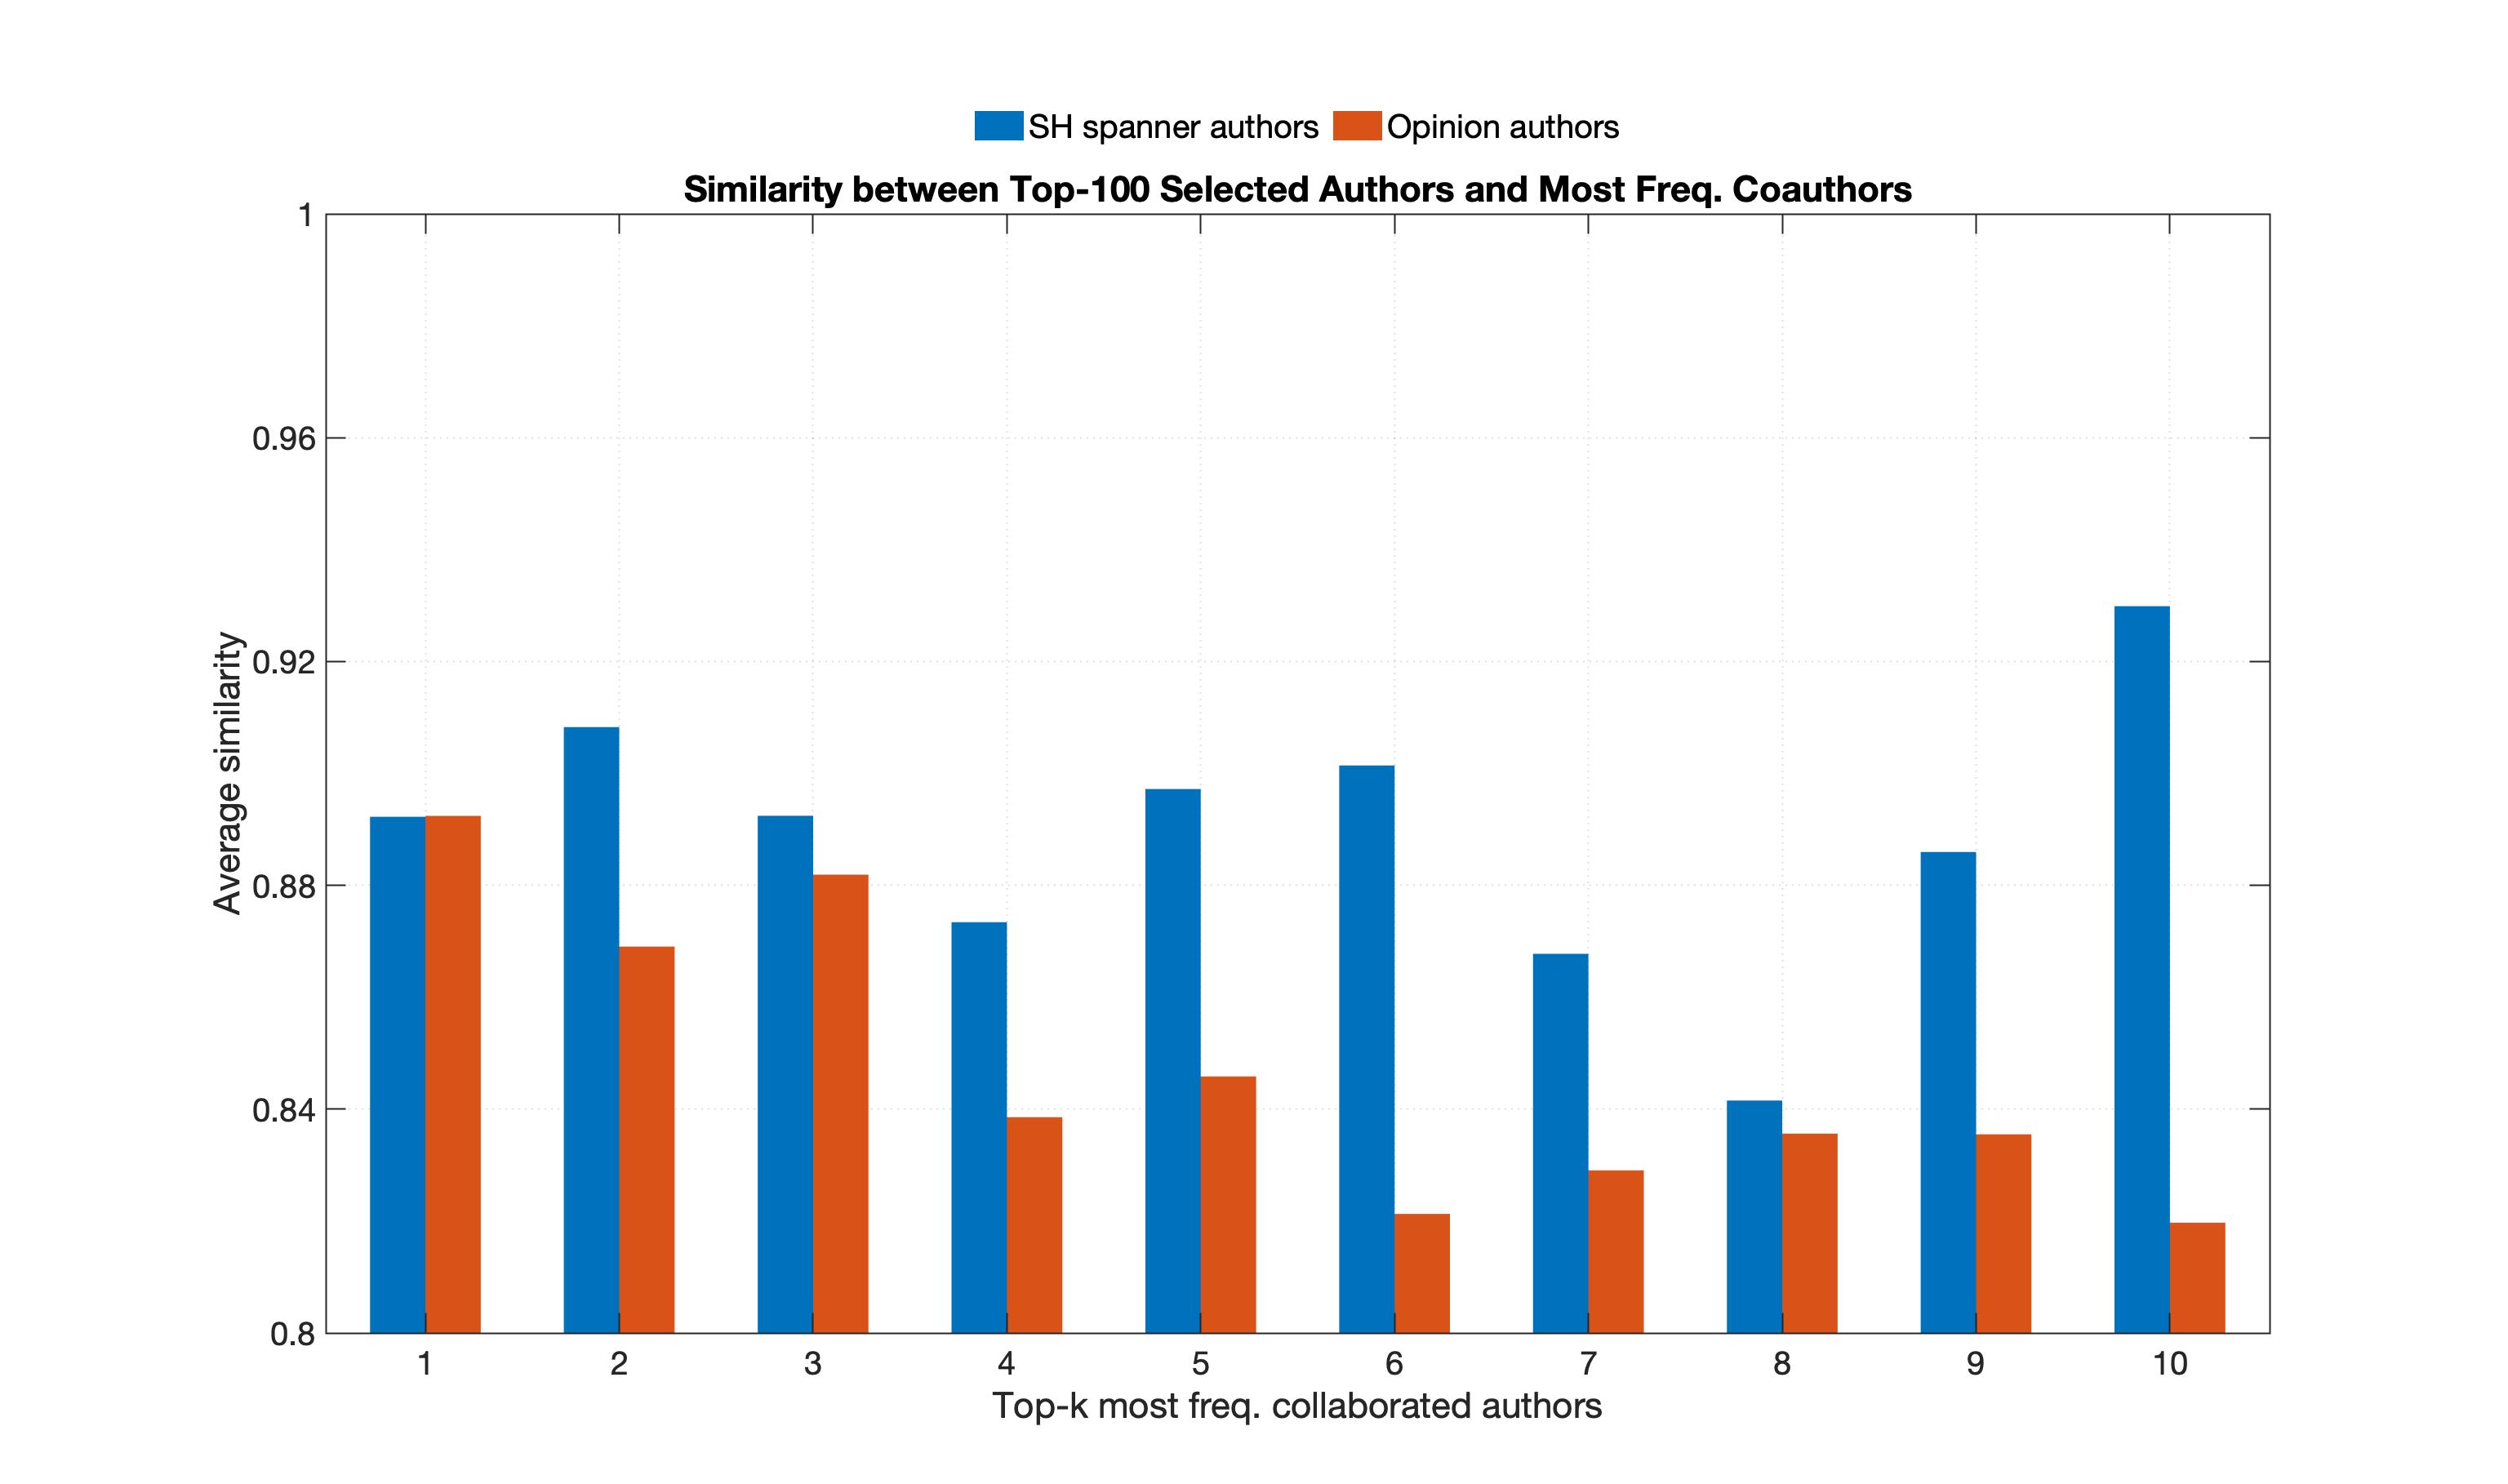 SH spanner authors Opinion authors
Similarity between Top-100 Selected Authors and Most Freq. Coauthors
1
0.96
0.92
0.88
0.84
0.8
Average similarity
1 2 3 4 5 6 7 8 9 10
Top-k most freq. collaborated authors